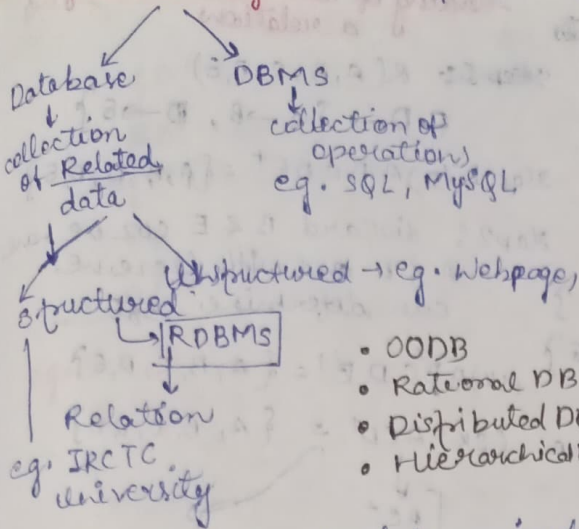 Database
↓
collection
of Related
data
DBMS
↓
collection of
operations
eg. SQL, MySQL
Structured
Unstructured → eg. Webpage,
↳ RDBMS
↓
Relation
eg. IRCTC
University
• OODB
• Rational DB
• Distributed
• Hierarchical